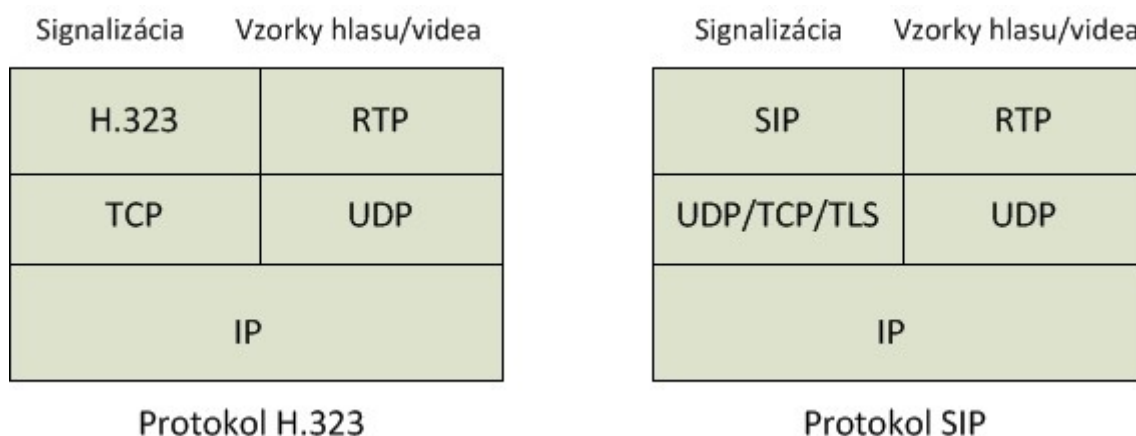 Signalizácia Vzorky hlasu/videa
H.323 RTP
TCP UDP
IP
Protokol H.323
Signalizácia Vzorky hlasu/videa
SIP RTP
UDP/TCP/TLS UDP
IP
Protokol SIP